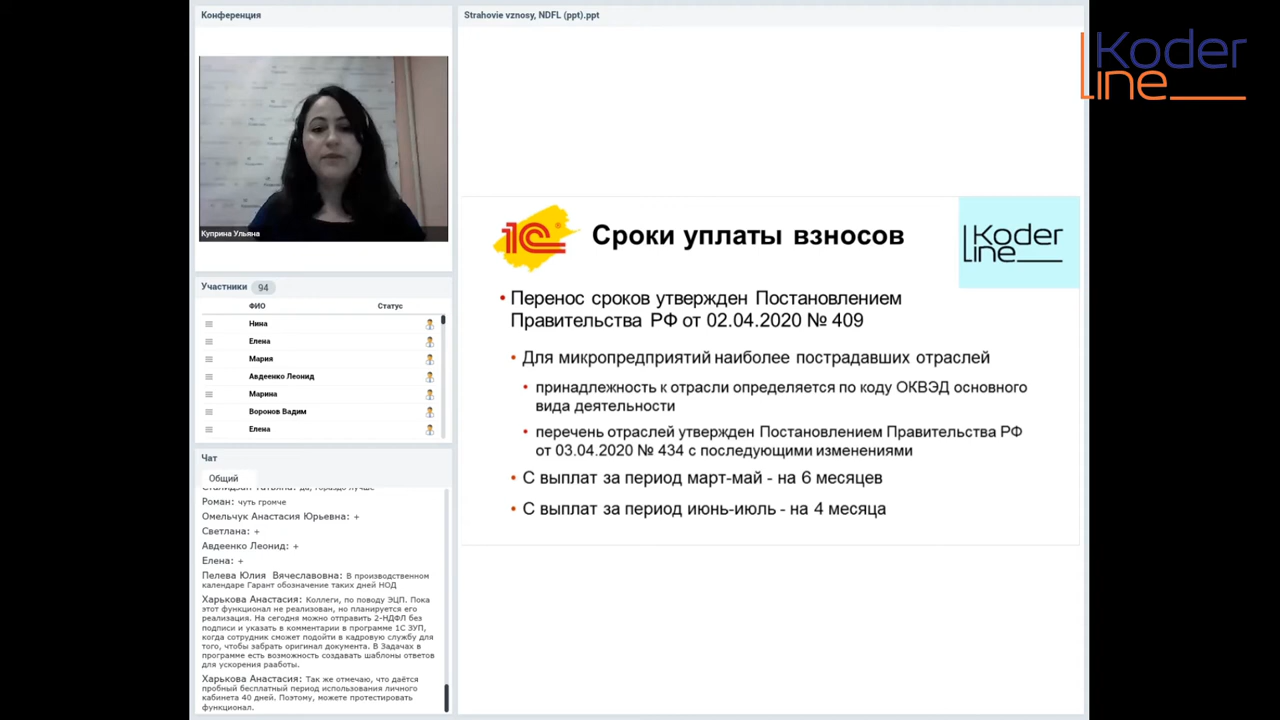 Конференция
Куприна Ульяна
Участники 94
ФИО Статус
Нина
Елена
Мария
Авдеенко Леонид
Марина
Воронов Вадим
Елена
Чат
Общий
Роман: чуть громче
Омельчук Анастасия Юрьевна: +
Светлана: +
Авдеенко Леонид: +
Елена: +
Пелева Юлия Вячеславовна: В производственном
календаре Гарант обозначение таких дней НОД
Харькова Анастасия: Коллеги, по поводу ЭЦП. Пока
этот функционал не реализован, но планируется его
реализация. На сегодня можно отправить 2-НДФЛ без
подписи и указать в комментарии в программе 1С ЗУП,
когда сотрудник сможет подойти в кадровую службу для
того, чтобы забрать оригинал документа. В Задачах в
программе есть возможность создавать шаблоны ответов
для ускорения рааботы.
Харькова Анастасия: Так же отмечаю, что даётся
пробный бесплатный период использования личного
кабинета 40 дней. Поэтому, можете протестировать
функционал.
Strahovie vznosy, NDFL (ppt).ppt
Koder
line
1С
Сроки уплаты взносов
Koder
line
• Перенос сроков утвержден Постановлением
Правительства РФ от 02.04.2020 № 409
• Для микропредприятий наиболее пострадавших отраслей
• принадлежность к отрасли определяется по коду ОКВЭД основного
вида деятельности
• перечень отраслей утвержден Постановлением Правительства РФ
от 03.04.2020 № 434 с последующими изменениями
• С выплат за период март-май - на 6 месяцев
• С выплат за период июнь-июль - на 4 месяца